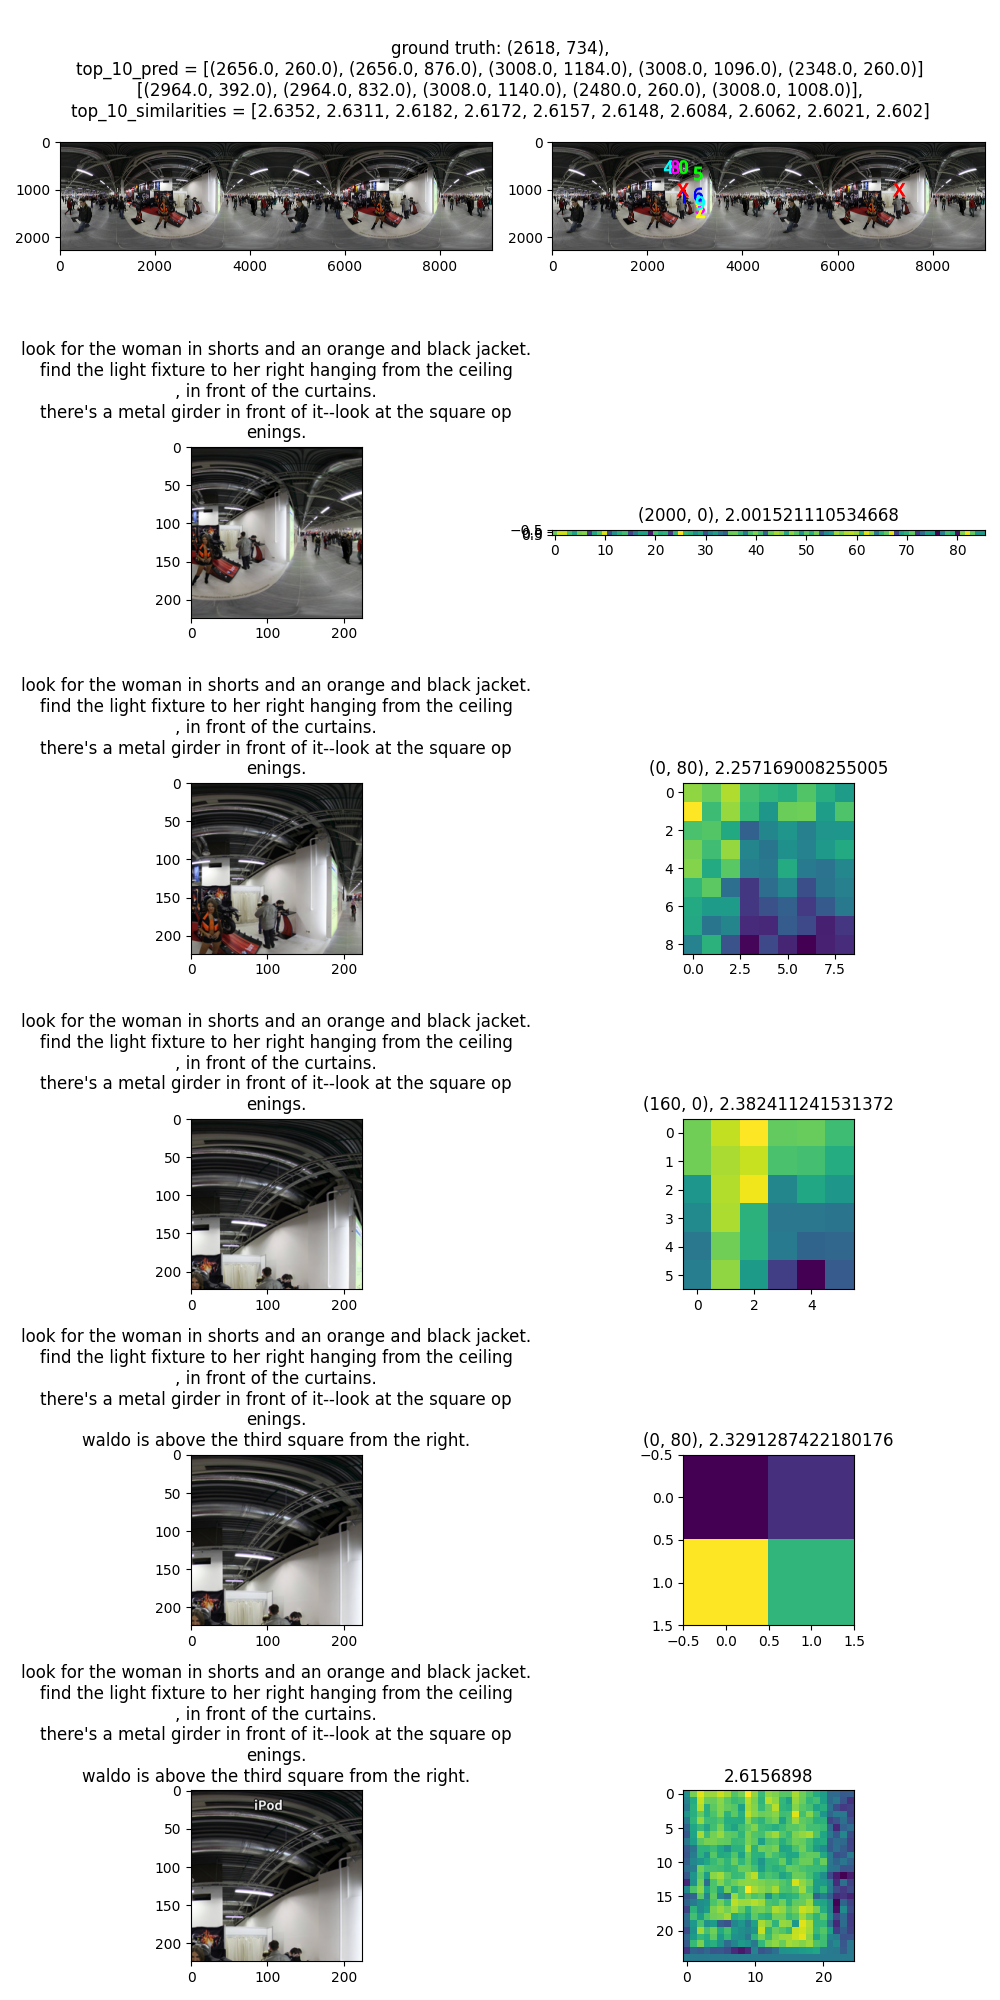 ground truth: (2618, 734),
top_10_pred = [(2656.0, 260.0), (2656.0, 876.0), (3008.0, 1184.0), (3008.0, 1096.0), (2348.0, 260.0)]
[(2964.0, 392.0), (2964.0, 832.0), (3008.0, 1140.0), (2480.0, 260.0), (3008.0, 1008.0)],
top_10_similarities = [2.6352, 2.6311, 2.6182, 2.6172, 2.6157, 2.6148, 2.6084, 2.6062, 2.6021, 2.602]
0
1000
2000
0 2000 4000 6000 8000
0
1000
2000
4 0 5
X 6 X
0 2000 4000 6000 8000
look for the woman in shorts and an orange and black jacket.
find the light fixture to her right hanging from the ceiling
, in front of the curtains.
there's a metal girder in front of it--look at the square op
enings.
0
50
100
150
200
0 100 200
(2000, 0), 2.001521110534668
0 10 20 30 40 50 60 70 80
look for the woman in shorts and an orange and black jacket.
find the light fixture to her right hanging from the ceiling
, in front of the curtains.
there's a metal girder in front of it--look at the square op
enings.
0
50
100
150
200
0 100 200
(0, 80), 2.257169008255005
0
2
4
6
8
0.0 2.5 5.0 7.5
look for the woman in shorts and an orange and black jacket.
find the light fixture to her right hanging from the ceiling
, in front of the curtains.
there's a metal girder in front of it--look at the square op
enings.
0
50
100
150
200
0 100 200
(160, 0), 2.382411241531372
0
1
2
3
4
5
0 2 4
look for the woman in shorts and an orange and black jacket.
find the light fixture to her right hanging from the ceiling
, in front of the curtains.
there's a metal girder in front of it--look at the square op
enings.
waldo is above the third square from the right.
0
50
100
150
200
0 100 200
(0, 80), 2.3291287422180176
−0.5
0.0
0.5
1.0
1.5
−0.5 0.0 0.5 1.0 1.5
look for the woman in shorts and an orange and black jacket.
find the light fixture to her right hanging from the ceiling
, in front of the curtains.
there's a metal girder in front of it--look at the square op
enings.
waldo is above the third square from the right.
0
50
100
150
200
iPod
0 100 200
2.6156898
0
5
10
15
20
0 10 20